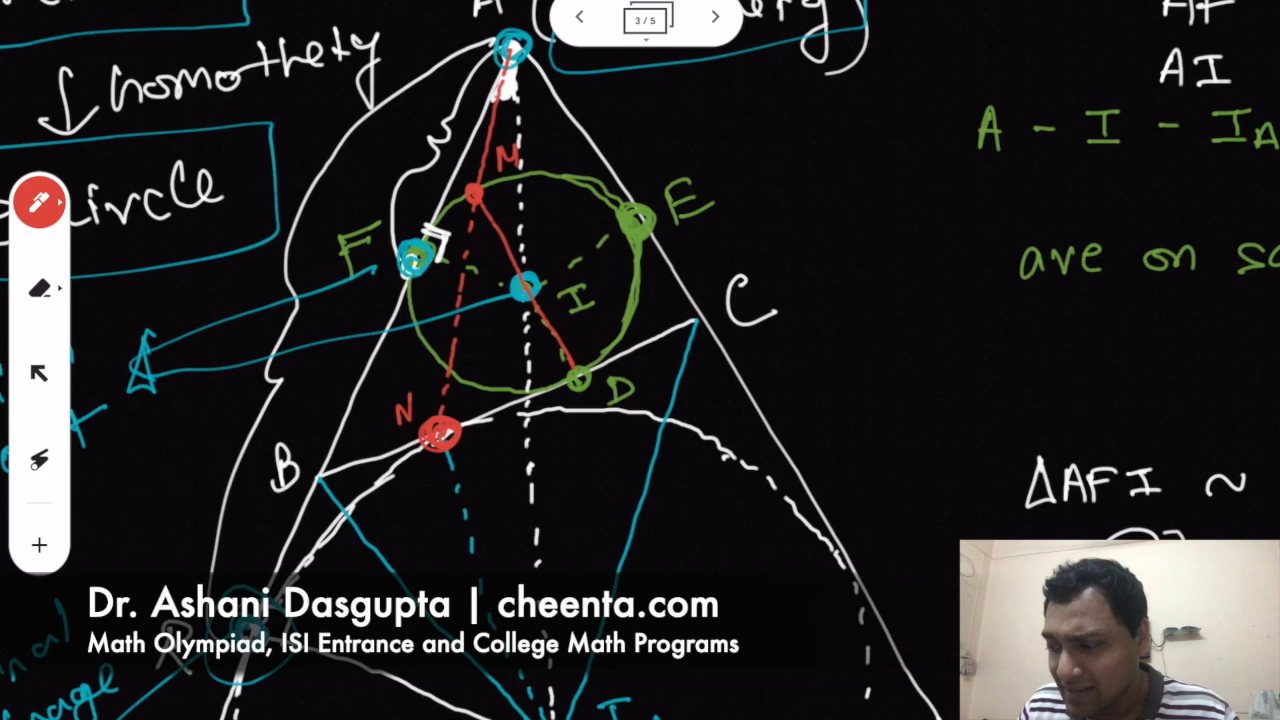 A
3 / 5
AF
AI
homothety
A - I - I_A
M
circle
E
F
are on
I
C
D
N
B
ΔAFI ~
Dr. Ashani Dasgupta | cheenta.com
Math Olympiad, ISI Entrance and College Math Programs
R
I